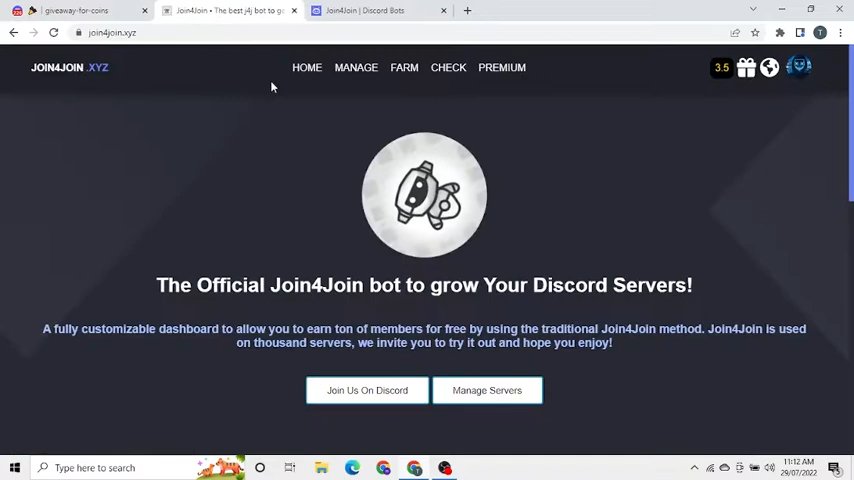 giveaway-for-coins
Join4Join • The best j4j bot to gr
Join4Join | Discord Bots
join4join.xyz
T
JOIN4JOIN .XYZ
HOME
MANAGE
FARM
CHECK
PREMIUM
3.5
The Official Join4Join bot to grow Your Discord Servers!
A fully customizable dashboard to allow you to earn ton of members for free by using the traditional Join4Join method. Join4Join is used
on thousand servers, we invite you to try it out and hope you enjoy!
Join Us On Discord
Manage Servers
Type here to search
11:12 AM
29/07/2022